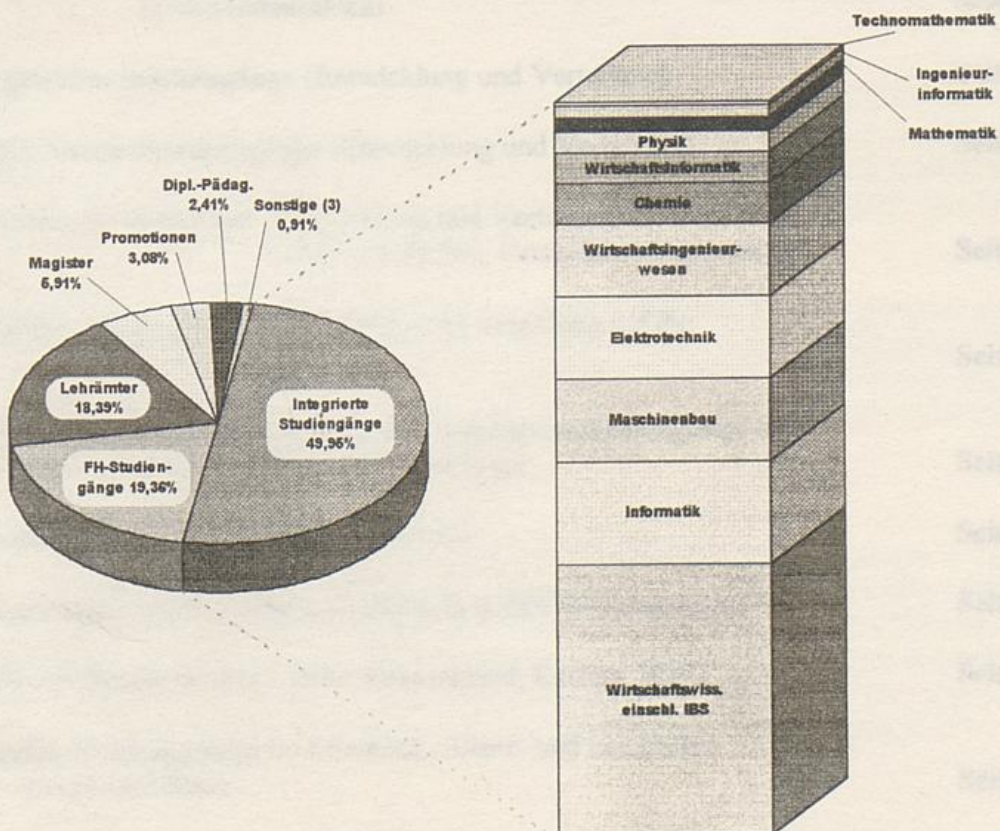 Dipl.-Pädag.
2,41%
Sonstige (3)
0,91%
Promotionen
3,08%
Magister
5,91%
Lehrämter
18,39%
Integrierte
Studiengänge
49,95%
FH-Studien-
gänge 19,36%
Technomathematik
Ingenieur-
informatik
Mathematik
Physik
Wirtschaftsinformatik
Chemie
Wirtschaftsingenieur-
wesen
Elektrotechnik
Maschinenbau
Informatik
Wirtschaftswiss.
einschl. IBS